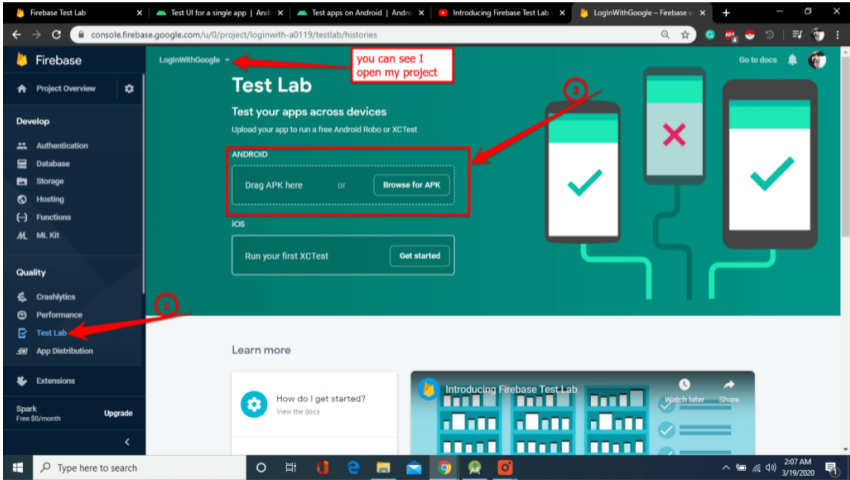 Firebase Test Lab
Test UI for a single app | Andr
Test apps on Android | Andro
Introducing Firebase Test Lab -
LogInWithGoogle – Firebase c
console.firebase.google.com/u/0/project/loginwith-a0119/testlab/histories
Firebase
LogInWithGoogle
you can see I
open my project
Go to docs
Project Overview
Test Lab
Test your apps across devices
Upload your app to run a free Android Robo or XCTest
Develop
Authentication
Database
Storage
Hosting
Functions
ML Kit
ANDROID
Drag APK here
or
Browse for APK
iOS
Run your first XCTest
Get started
Quality
Crashlytics
Performance
1
Test Lab
App Distribution
Extensions
Spark
Free $0/month
Upgrade
Learn more
How do I get started?
View the docs
Introducing Firebase Test Lab
Watch later
Share
Type here to search
2:07 AM
3/19/2020